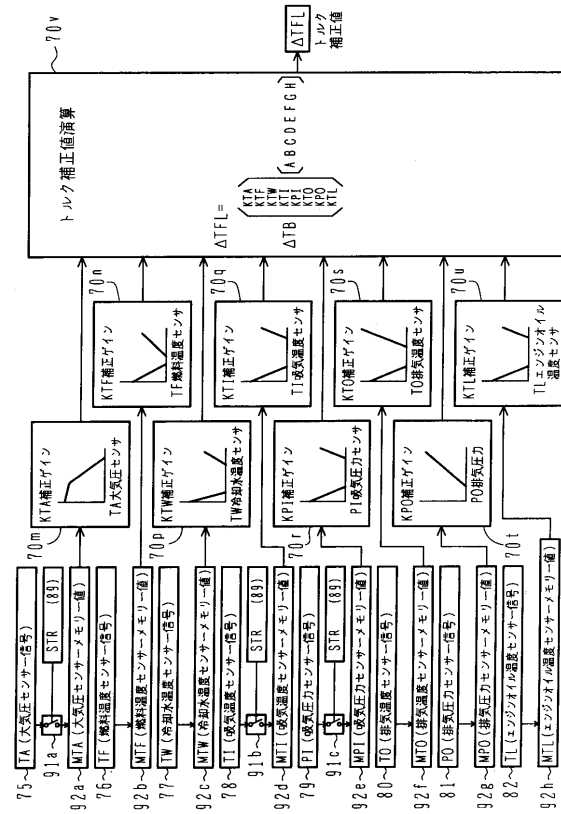 75 TA(大気圧センサー信号)
91a STR (89)
92a MTA(大気圧センサーメモリー値)
76 TF(燃料温度センサー信号)
92b MTF(燃料温度センサーメモリー値)
77 TW(冷却水温度センサー信号)
92c MTW(冷却水温度センサーメモリー値)
78 TI(吸気温度センサー信号)
91b STR (89)
92d MTI(吸気温度センサーメモリー値)
79 PI(吸気圧力センサー信号)
91c STR (89)
92e MPI(吸気圧力センサーメモリー値)
80 TO(排気温度センサー信号)
92f MTO(排気温度センサーメモリー値)
81 PO(排気圧力センサー信号)
92g MPO(排気圧力センサーメモリー値)
82 TL(エンジンオイル温度センサー信号)
92h MTL(エンジンオイル温度センサーメモリー値)
70m
KTA補正ゲイン
TA大気圧センサ
70p
KTW補正ゲイン
TW冷却水温度センサ
70r
KPI補正ゲイン
PI吸気圧力センサ
70t
KPO補正ゲイン
PO排気圧力
70n
KTF補正ゲイン
TF燃料温度センサ
70q
KTI補正ゲイン
TI吸気温度センサ
70s
KTO補正ゲイン
TO排気温度センサ
70u
KTL補正ゲイン
TLエンジンオイル
温度センサ
70v
トルク補正値演算
ΔTFL=
ΔTB
KTA
KTF
KTW
KTI
KPI
KTO
KPO
KTL
[A B C D E F G H]
ΔTFL
トルク
補正値